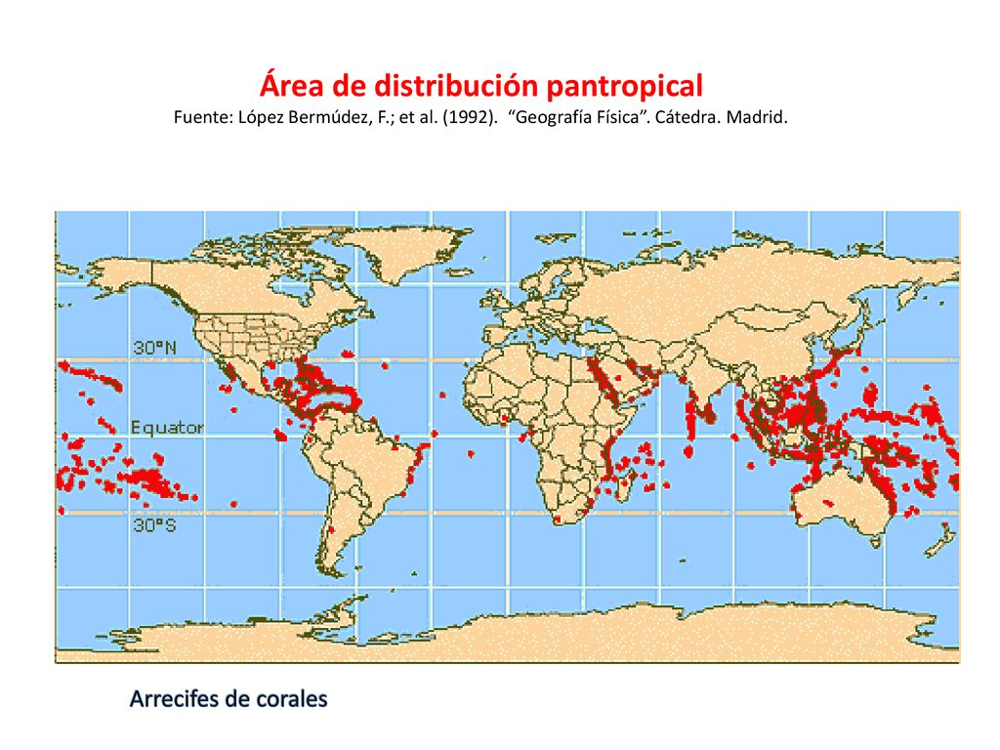 Área de distribución pantropical
Fuente: López Bermúdez, F.; et al. (1992).  “Geografía Física”. Cátedra. Madrid.
30°N
Equator
30°S
Arrecifes de corales